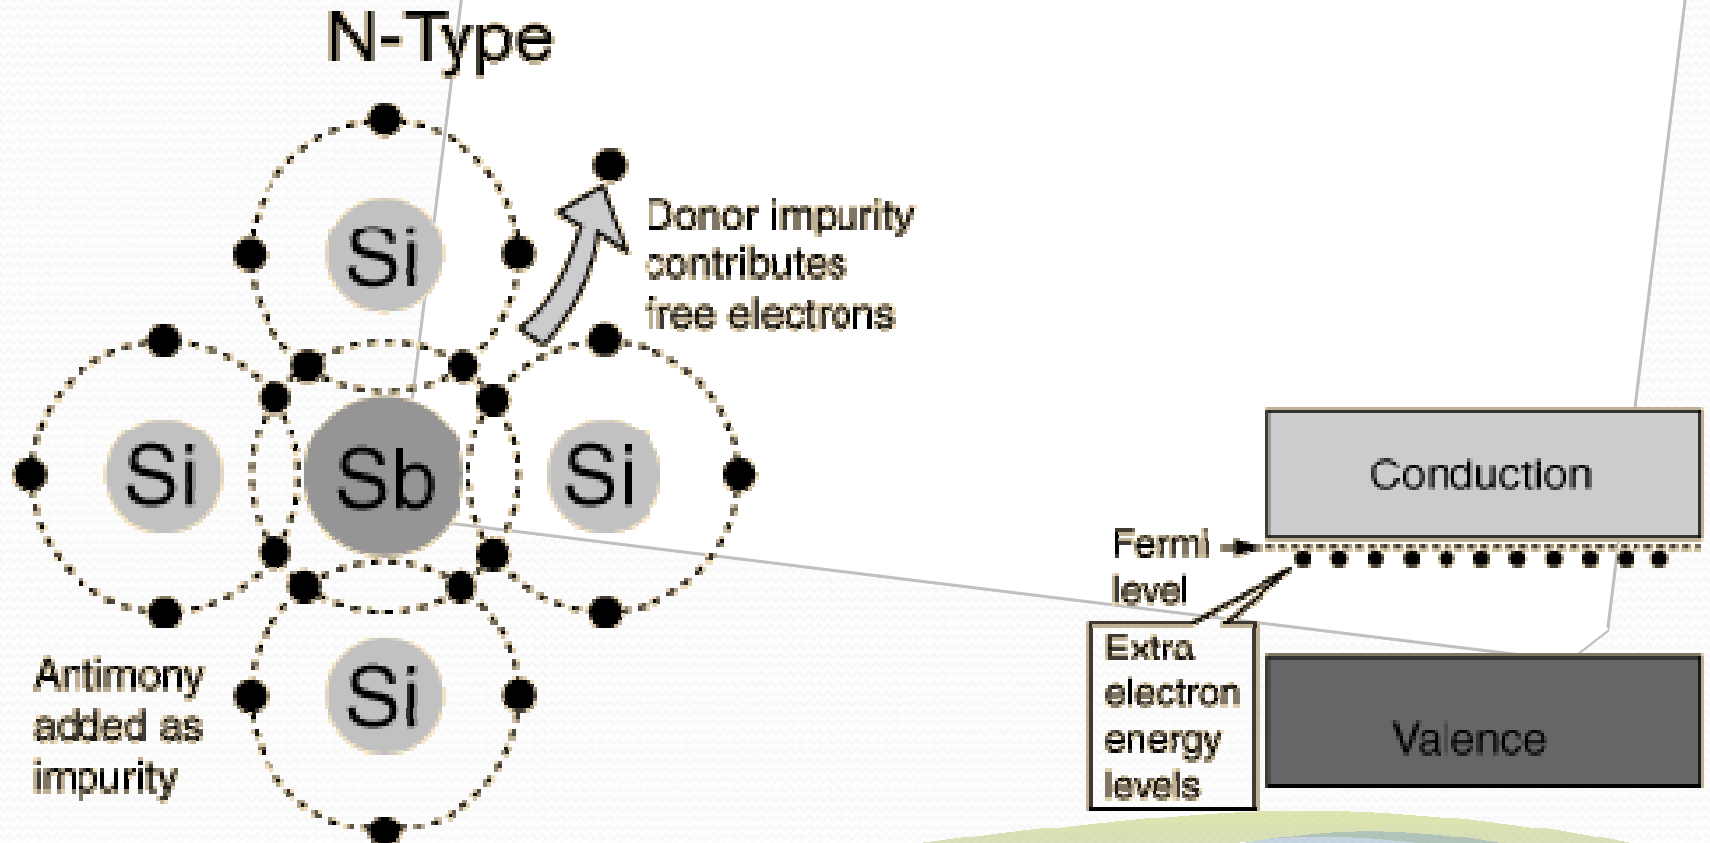 N-Type
Si
Donor impurity
contributes
free electrons
Si
Sb
Si
Si
Antimony
added as
impurity
Conduction
Fermi
level
Extra
electron
energy
levels
Valence